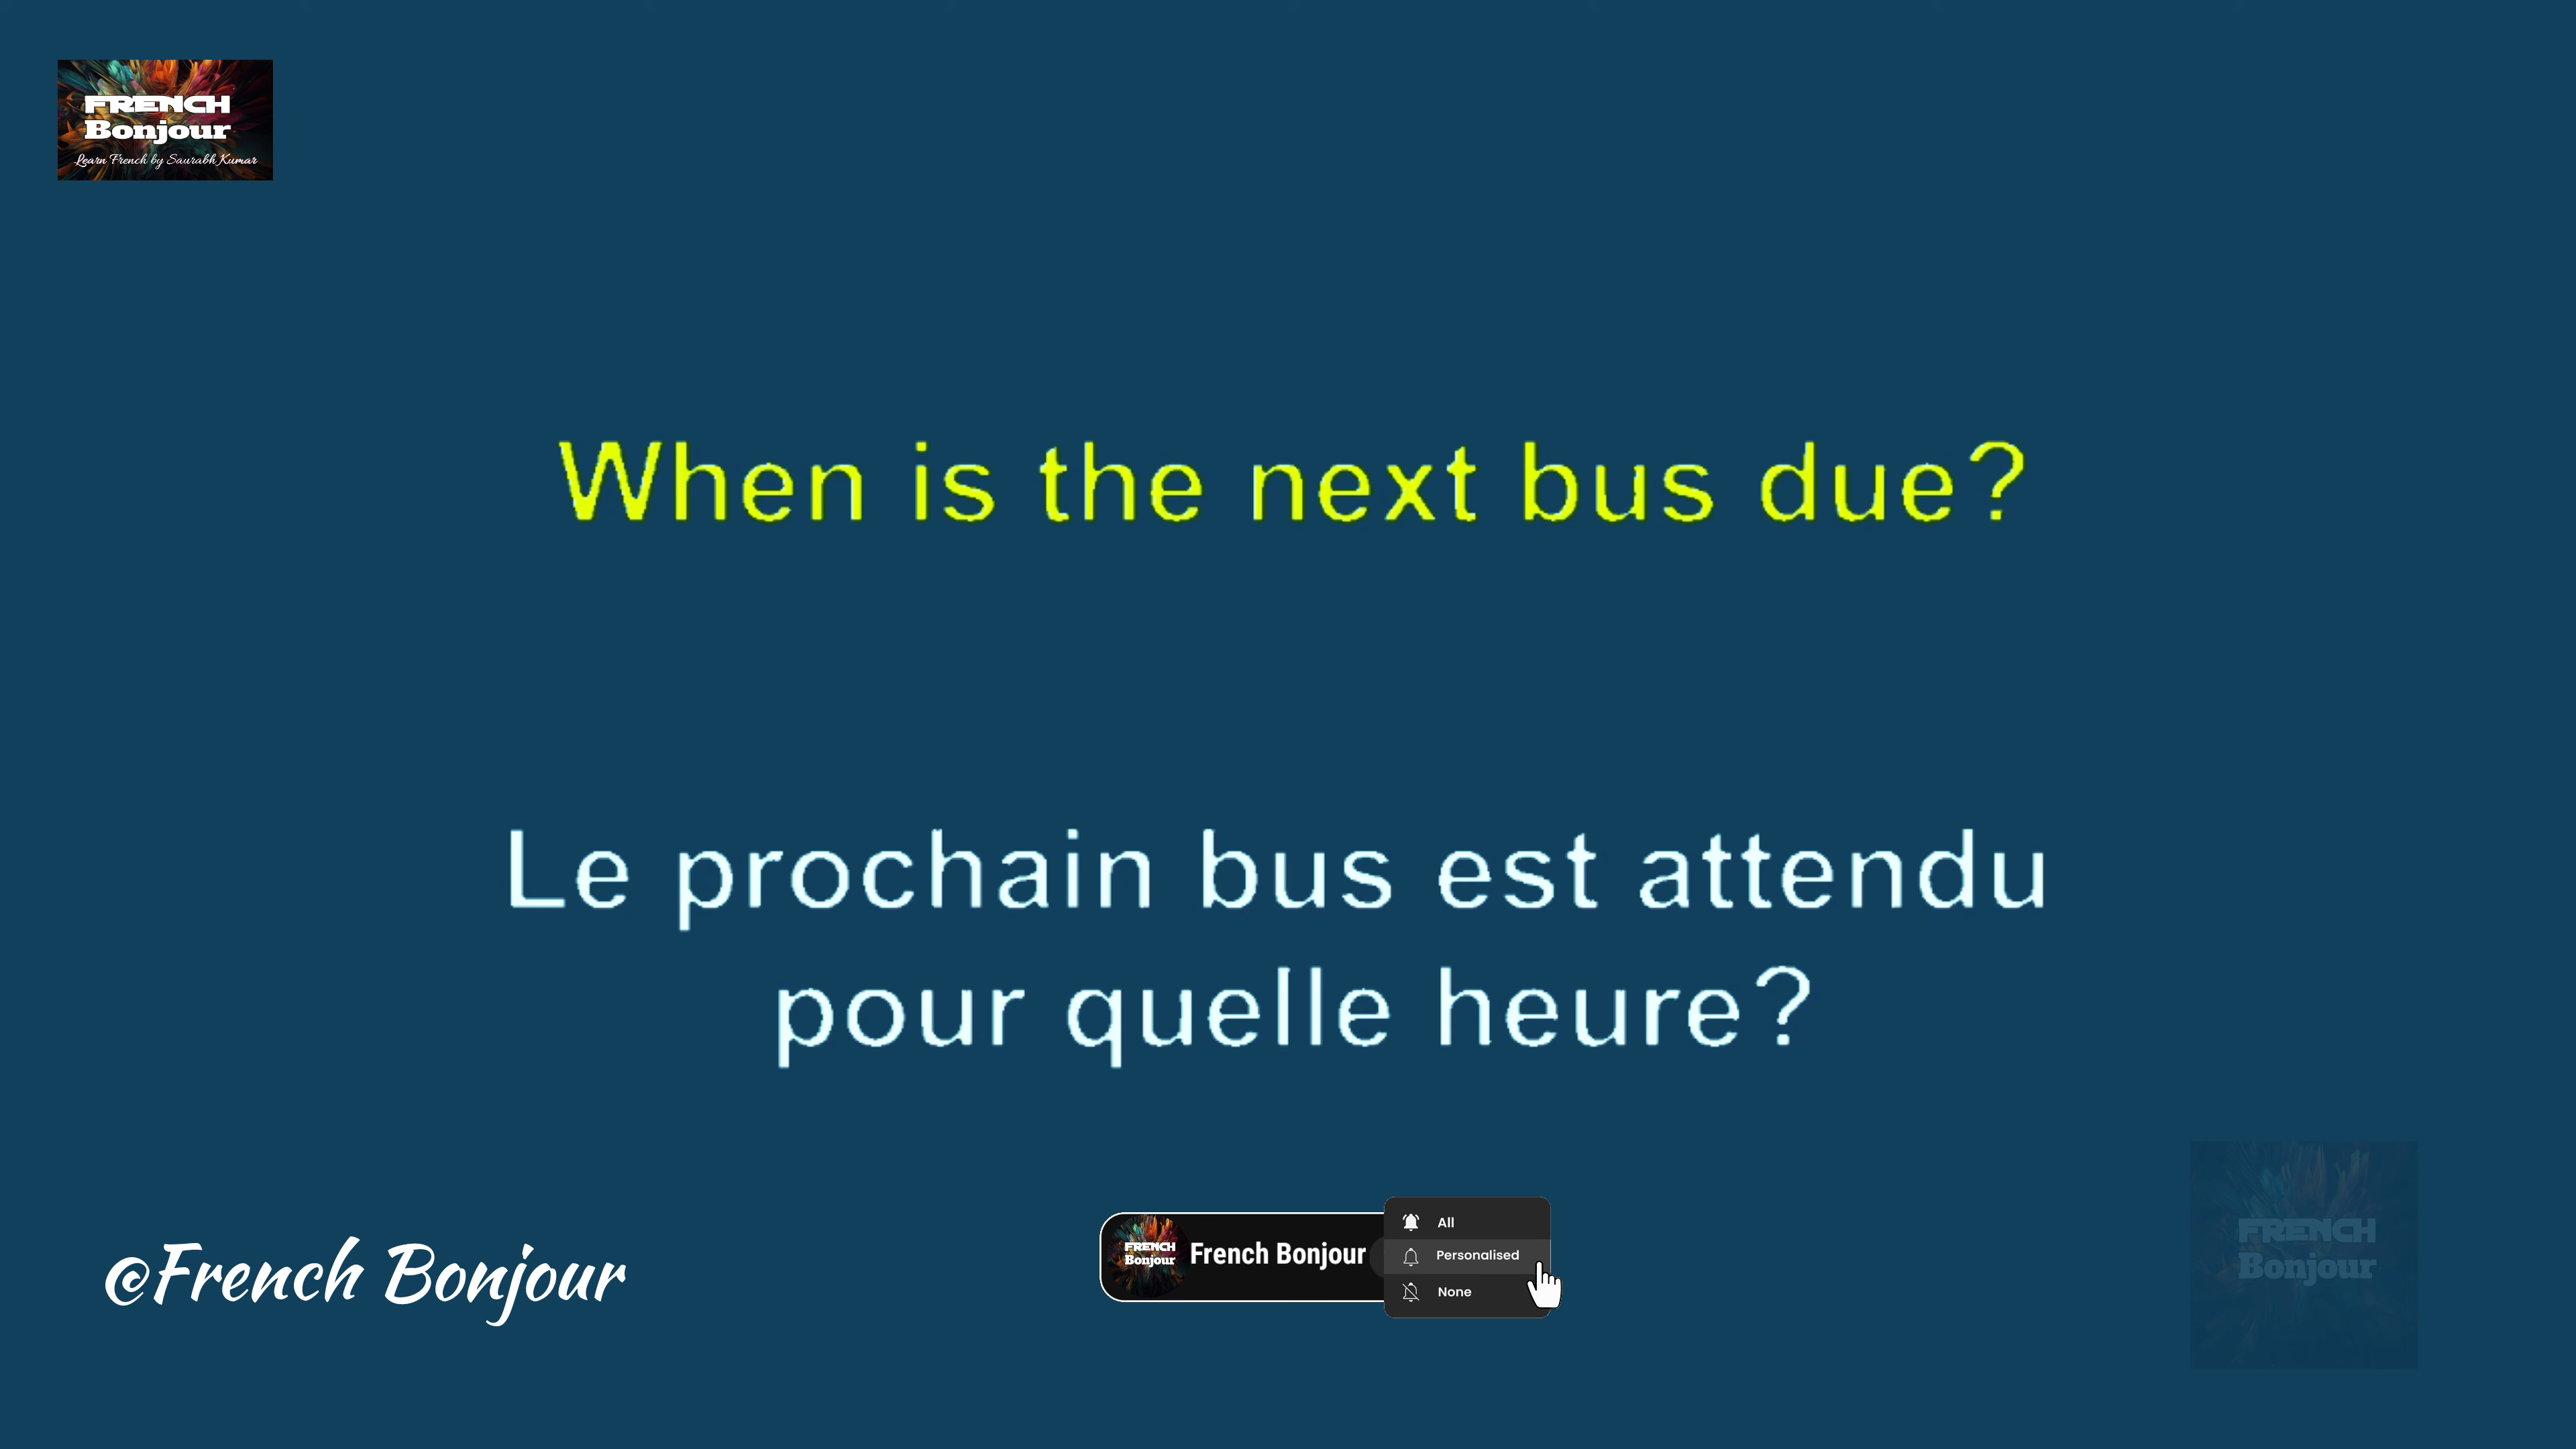 FRENCH
Bonjour
Learn French by Saurabh Kumar
When is the next bus due?
Le prochain bus est attendu
pour quelle heure?
@French Bonjour
FRENCH
Bonjour
French Bonjour
All
Personalised
None
FRENCH
Bonjour